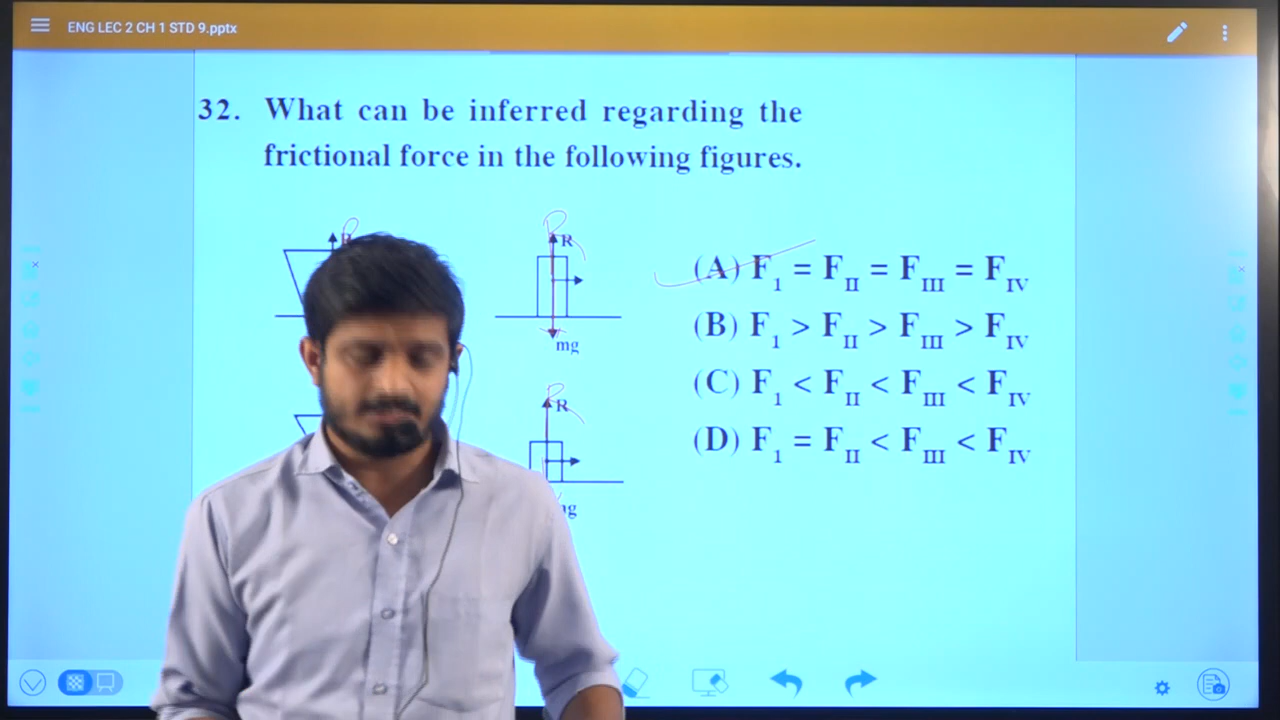 ENG LEC 2 CH 1 STD 9.pptx
32. What can be inferred regarding the
frictional force in the following figures.
R
R
mg
R
(A) F1 = FII = FIII = FIV
(B) F1 > FII > FIII > FIV
(C) F1 < FII < FIII < FIV
(D) F1 = FII < FIII < FIV